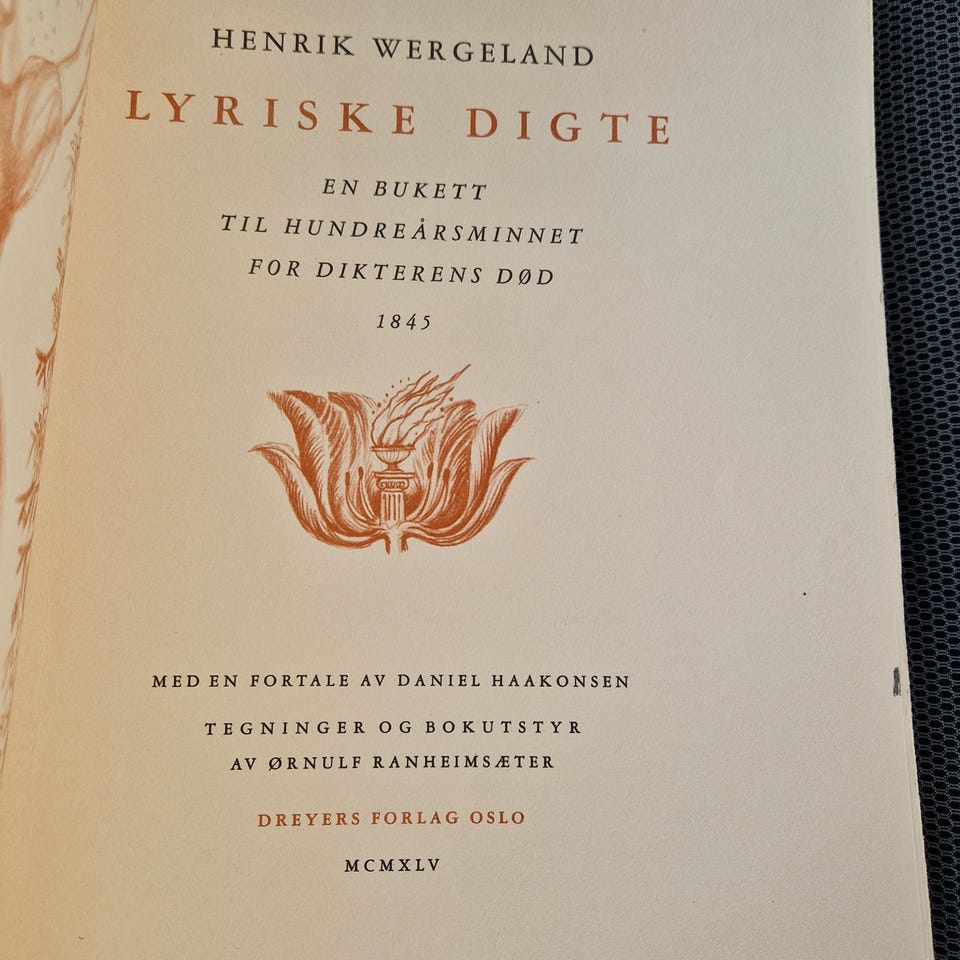 HENRIK WERGELAND
LYRISKE DIGTE
EN BUKETT
TIL HUNDREÅRSMINNET
FOR DIKTERENS DØD
1845
MED EN FORTALE AV DANIEL HAAKONSEN
TEGNINGER OG BOKUTSTYR
AV ØRNULF RANHEIMSÆTER
DREYERS FORLAG OSLO
MCMXLV